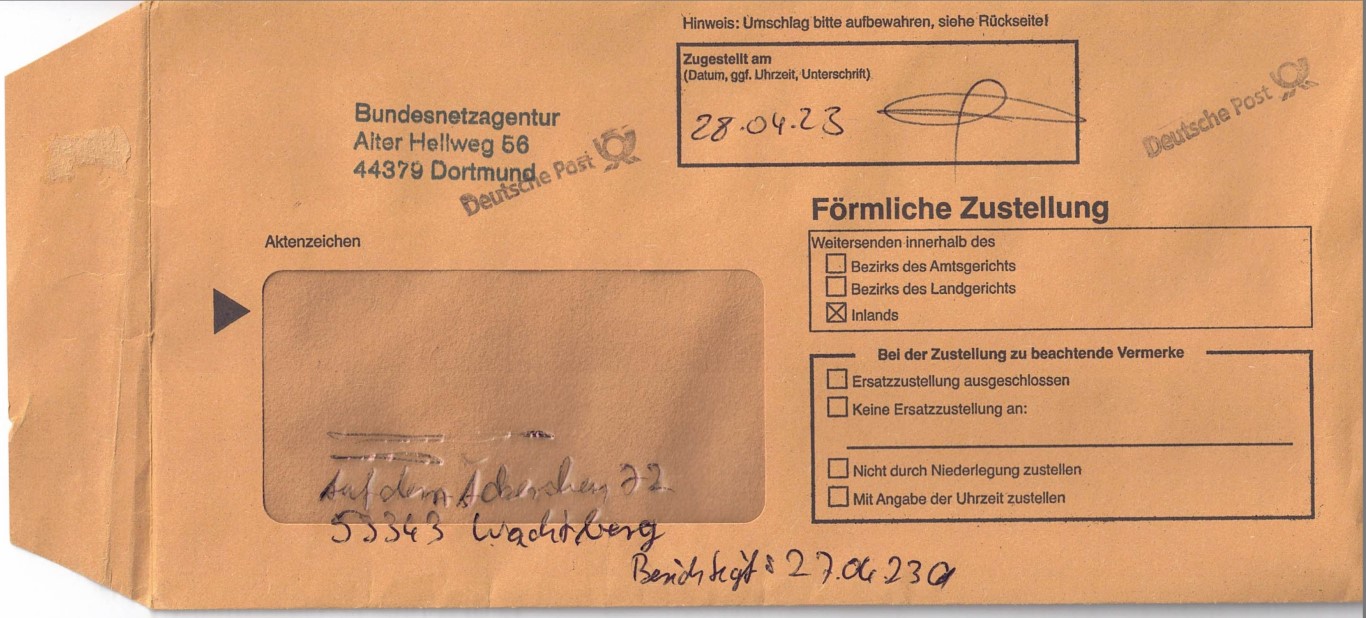 Hinweis: Umschlag bitte aufbewahren, siehe Rückseite!
Zugestellt am
(Datum, ggf. Uhrzeit, Unterschrift)
28.04.23
Bundesnetzagentur
Alter Hellweg 56
44379 Dortmund
Deutsche Post
Deutsche Post
Förmliche Zustellung
Weitersenden innerhalb des
Bezirks des Amtsgerichts
Bezirks des Landgerichts
Inlands
Aktenzeichen
Bei der Zustellung zu beachtende Vermerke
Ersatzzustellung ausgeschlossen
Keine Ersatzzustellung an:
Nicht durch Niederlegung zustellen
Mit Angabe der Uhrzeit zustellen
Auf dem 22
53343 Wachtberg
Berichtigt: 27.04.23